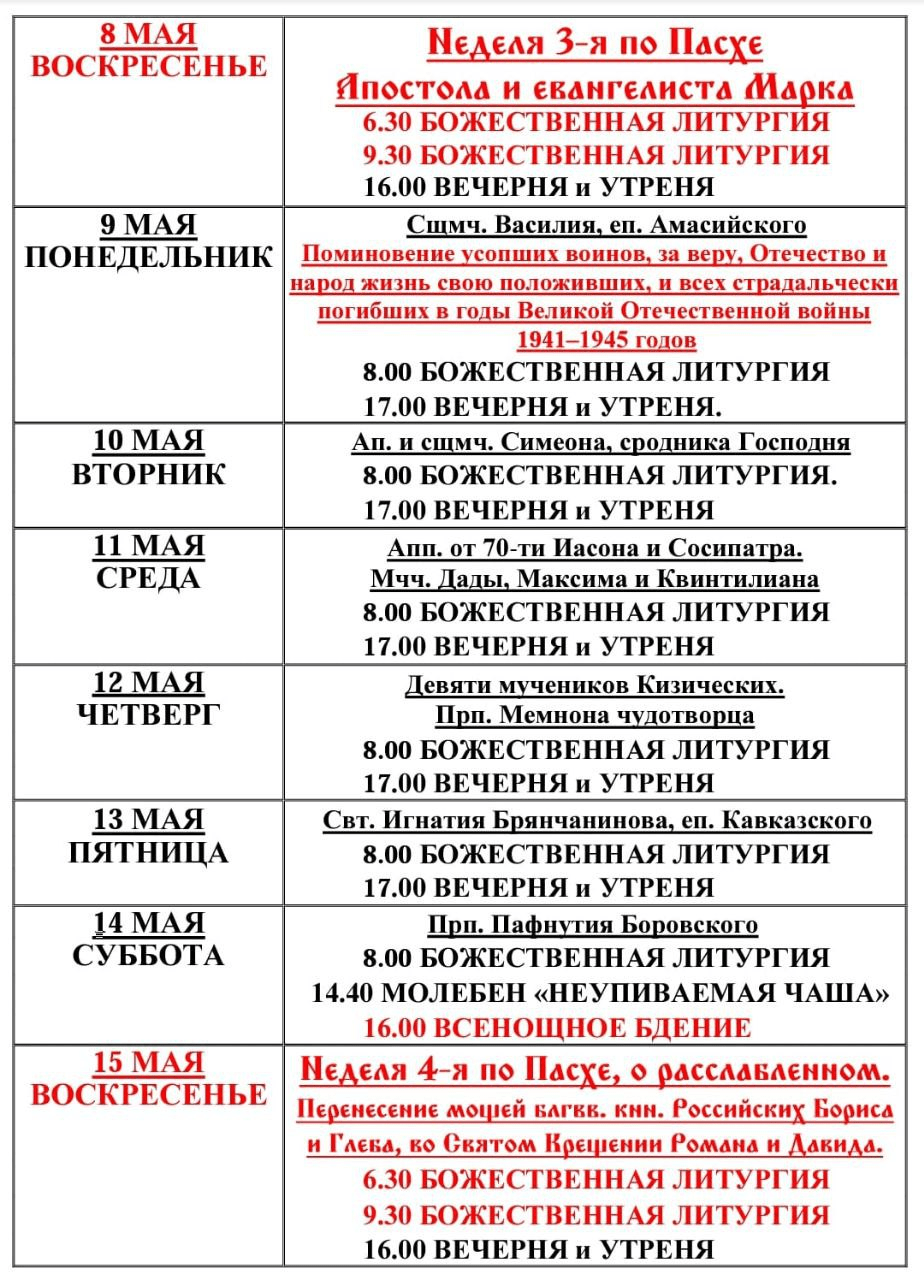 8 МАЯ
ВОСКРЕСЕНЬЕ
Неделя 3-я по Пасхе
Апостола и евангелиста Марка
6.30 БОЖЕСТВЕННАЯ ЛИТУРГИЯ
9.30 БОЖЕСТВЕННАЯ ЛИТУРГИЯ
16.00 ВЕЧЕРНЯ и УТРЕНЯ
9 МАЯ
ПОНЕДЕЛЬНИК
Сщмч. Василия, еп. Амасийского
Поминовение усопших воинов, за веру, Отечество и
народ жизнь свою положивших, и всех страдальчески
погибших в годы Великой Отечественной войны
1941–1945 годов
8.00 БОЖЕСТВЕННАЯ ЛИТУРГИЯ
17.00 ВЕЧЕРНЯ и УТРЕНЯ.
10 МАЯ
ВТОРНИК
Ап. и сщмч. Симеона, сродника Господня
8.00 БОЖЕСТВЕННАЯ ЛИТУРГИЯ.
17.00 ВЕЧЕРНЯ и УТРЕНЯ
11 МАЯ
СРЕДА
Апп. от 70-ти Иасона и Сосипатра.
Мчч. Дады, Максима и Квинтилиана
8.00 БОЖЕСТВЕННАЯ ЛИТУРГИЯ
17.00 ВЕЧЕРНЯ и УТРЕНЯ
12 МАЯ
ЧЕТВЕРГ
Девяти мучеников Кизических.
Прп. Мемнона чудотворца
8.00 БОЖЕСТВЕННАЯ ЛИТУРГИЯ
17.00 ВЕЧЕРНЯ и УТРЕНЯ
13 МАЯ
ПЯТНИЦА
Свт. Игнатия Брянчанинова, еп. Кавказского
8.00 БОЖЕСТВЕННАЯ ЛИТУРГИЯ
17.00 ВЕЧЕРНЯ и УТРЕНЯ
14 МАЯ
СУББОТА
Прп. Пафнутия Боровского
8.00 БОЖЕСТВЕННАЯ ЛИТУРГИЯ
14.40 МОЛЕБЕН «НЕУПИВАЕМАЯ ЧАША»
16.00 ВСЕНОЩНОЕ БДЕНИЕ
15 МАЯ
ВОСКРЕСЕНЬЕ
Неделя 4-я по Пасхе, о расслабленном.
Перенесение мощей блгвв. кнн. Российских Бориса
и Глеба, во Святом Крещении Романа и Давида.
6.30 БОЖЕСТВЕННАЯ ЛИТУРГИЯ
9.30 БОЖЕСТВЕННАЯ ЛИТУРГИЯ
16.00 ВЕЧЕРНЯ и УТРЕНЯ